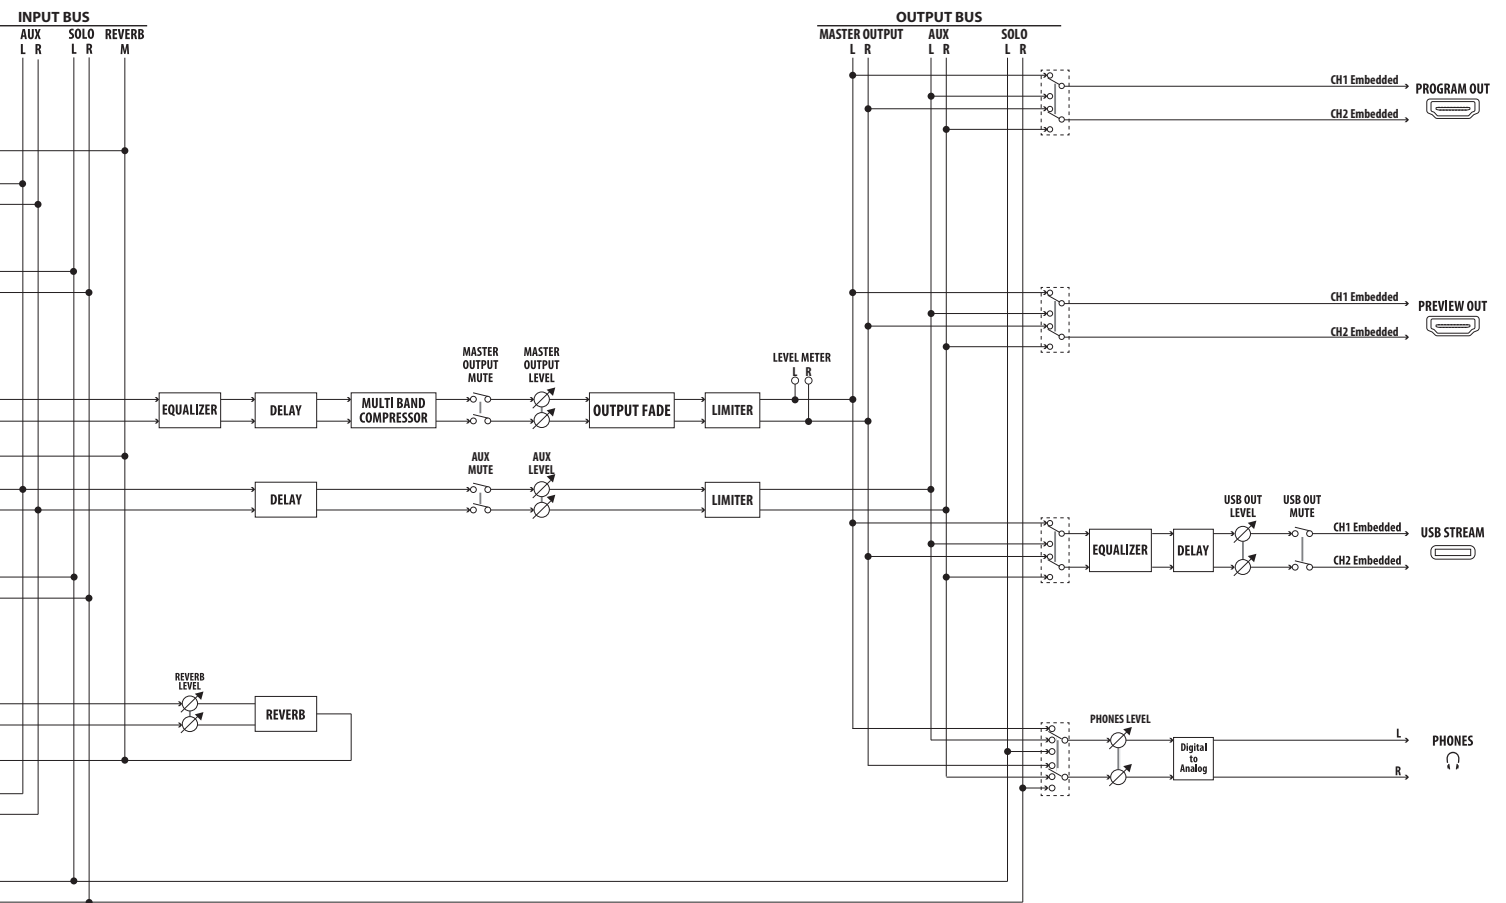 INPUT BUS
AUX
SOLO
REVERB
L R
L R
M
OUTPUT BUS
MASTER OUTPUT
AUX
SOLO
L R
L R
L R
CH1 Embedded
CH2 Embedded
PROGRAM OUT
CH1 Embedded
CH2 Embedded
PREVIEW OUT
MASTER
OUTPUT
MUTE
MASTER
OUTPUT
LEVEL
LEVEL METER
L R
EQUALIZER
DELAY
MULTI BAND
COMPRESSOR
OUTPUT FADE
LIMITER
AUX
MUTE
AUX
LEVEL
DELAY
LIMITER
USB OUT
LEVEL
USB OUT
MUTE
EQUALIZER
DELAY
CH1 Embedded
CH2 Embedded
USB STREAM
REVERB
LEVEL
REVERB
PHONES LEVEL
Digital
to
Analog
L
R
PHONES